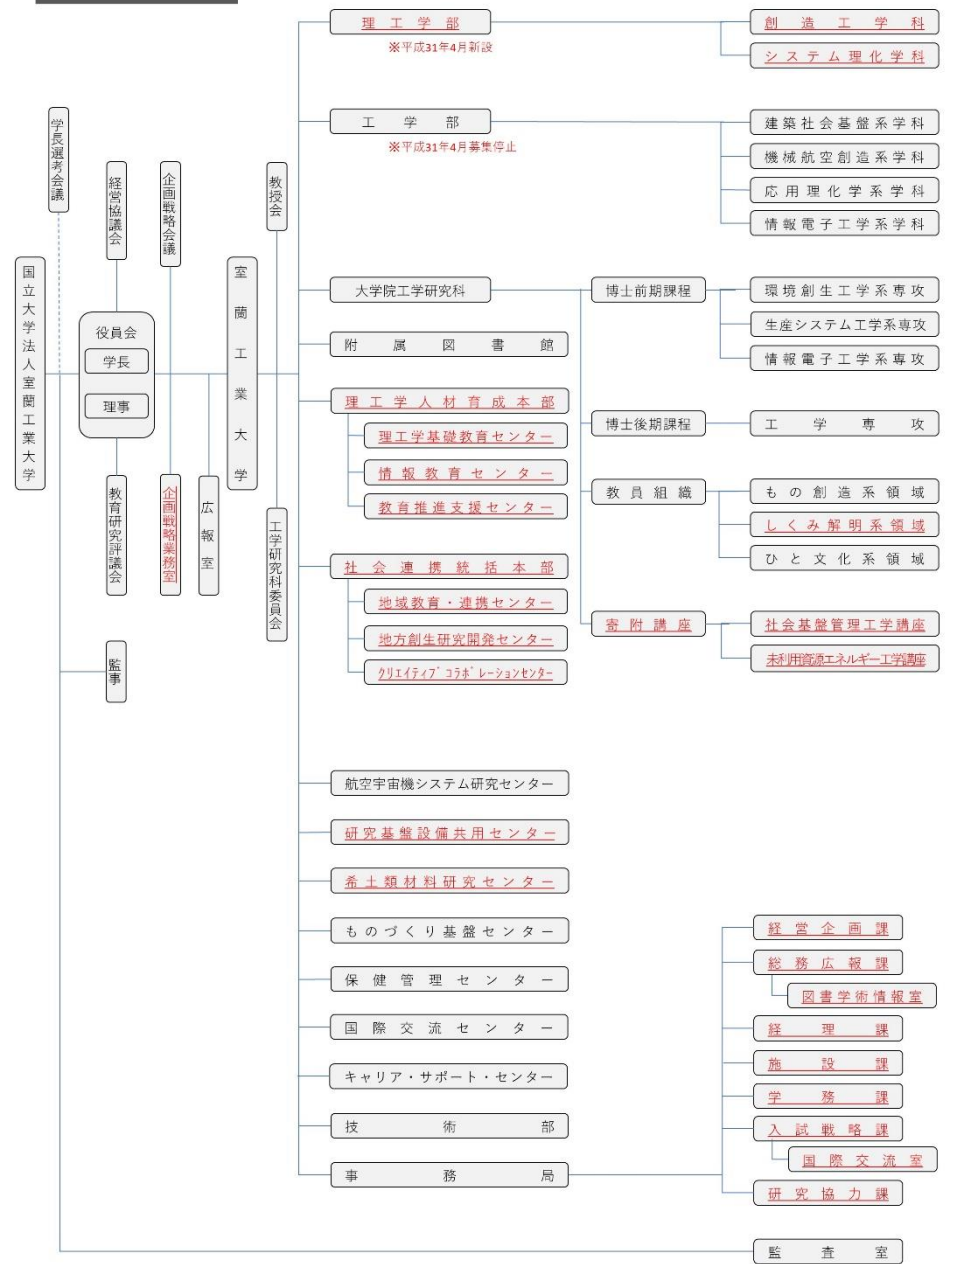 理工学部
※平成31年4月新設
創造工学科
システム理化学科
工学部
※平成31年4月募集停止
建築社会基盤系学科
機械航空創造系学科
応用理化学系学科
情報電子工学系学科
学長選考会議
経営協議会
企画戦略会議
教授会
国立大学法人室蘭工業大学
役員会
学長
理事
室蘭工業大学
教育研究評議会
企画戦略業務室
広報室
工学研究科委員会
監事
大学院工学研究科
博士前期課程
環境創生工学系専攻
生産システム工学系専攻
情報電子工学系専攻
博士後期課程
工学専攻
教員組織
もの創造系領域
しくみ解明系領域
ひと文化系領域
寄附講座
社会基盤管理工学講座
未利用資源エネルギー工学講座
附属図書館
理工学人材育成本部
理工学基礎教育センター
情報教育センター
教育推進支援センター
社会連携統括本部
地域教育・連携センター
地方創生研究開発センター
クリエイティブコラボレーションセンター
航空宇宙機システム研究センター
研究基盤設備共用センター
希土類材料研究センター
ものづくり基盤センター
保健管理センター
国際交流センター
キャリア・サポート・センター
技術部
事務局
経営企画課
総務広報課
図書学術情報室
経理課
施設課
学務課
入試戦略課
国際交流室
研究協力課
監査室